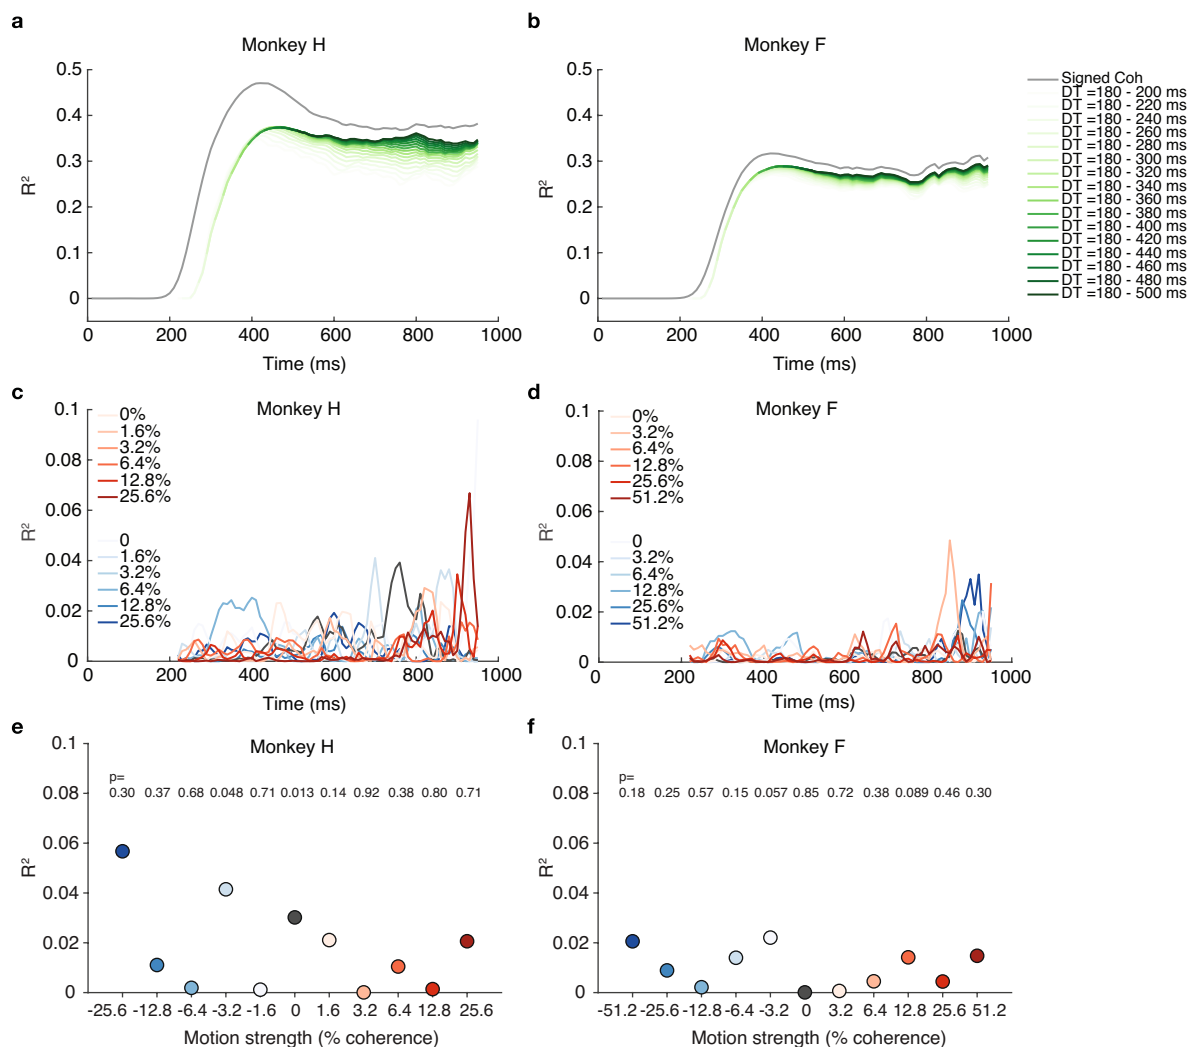 a
Monkey H
0.5
0.4
0.3
0.2
0.1
0
R²
0 200 400 600 800 1000
Time (ms)
b
Monkey F
0.5
0.4
0.3
0.2
0.1
0
R²
0 200 400 600 800 1000
Time (ms)
Signed Coh
DT =180 - 200 ms
DT =180 - 220 ms
DT =180 - 240 ms
DT =180 - 260 ms
DT =180 - 280 ms
DT =180 - 300 ms
DT =180 - 320 ms
DT =180 - 340 ms
DT =180 - 360 ms
DT =180 - 380 ms
DT =180 - 400 ms
DT =180 - 420 ms
DT =180 - 440 ms
DT =180 - 460 ms
DT =180 - 480 ms
DT =180 - 500 ms
c
Monkey H
0.1
0.08
0.06
0.04
0.02
0
R²
0%
1.6%
3.2%
6.4%
12.8%
25.6%
0
1.6%
3.2%
6.4%
12.8%
25.6%
0 200 400 600 800 1000
Time (ms)
d
Monkey F
0.1
0.08
0.06
0.04
0.02
0
R²
0%
3.2%
6.4%
12.8%
25.6%
51.2%
0
3.2%
6.4%
12.8%
25.6%
51.2%
0 200 400 600 800 1000
Time (ms)
e
Monkey H
0.1
0.08
0.06
0.04
0.02
0
R²
p=
0.30 0.37 0.68 0.048 0.71 0.013 0.14 0.92 0.38 0.80 0.71
-25.6 -12.8 -6.4 -3.2 -1.6 0 1.6 3.2 6.4 12.8 25.6
Motion strength (% coherence)
f
Monkey F
0.1
0.08
0.06
0.04
0.02
0
R²
p=
0.18 0.25 0.57 0.15 0.057 0.85 0.72 0.38 0.089 0.46 0.30
-51.2 -25.6 -12.8 -6.4 -3.2 0 3.2 6.4 12.8 25.6 51.2
Motion strength (% coherence)